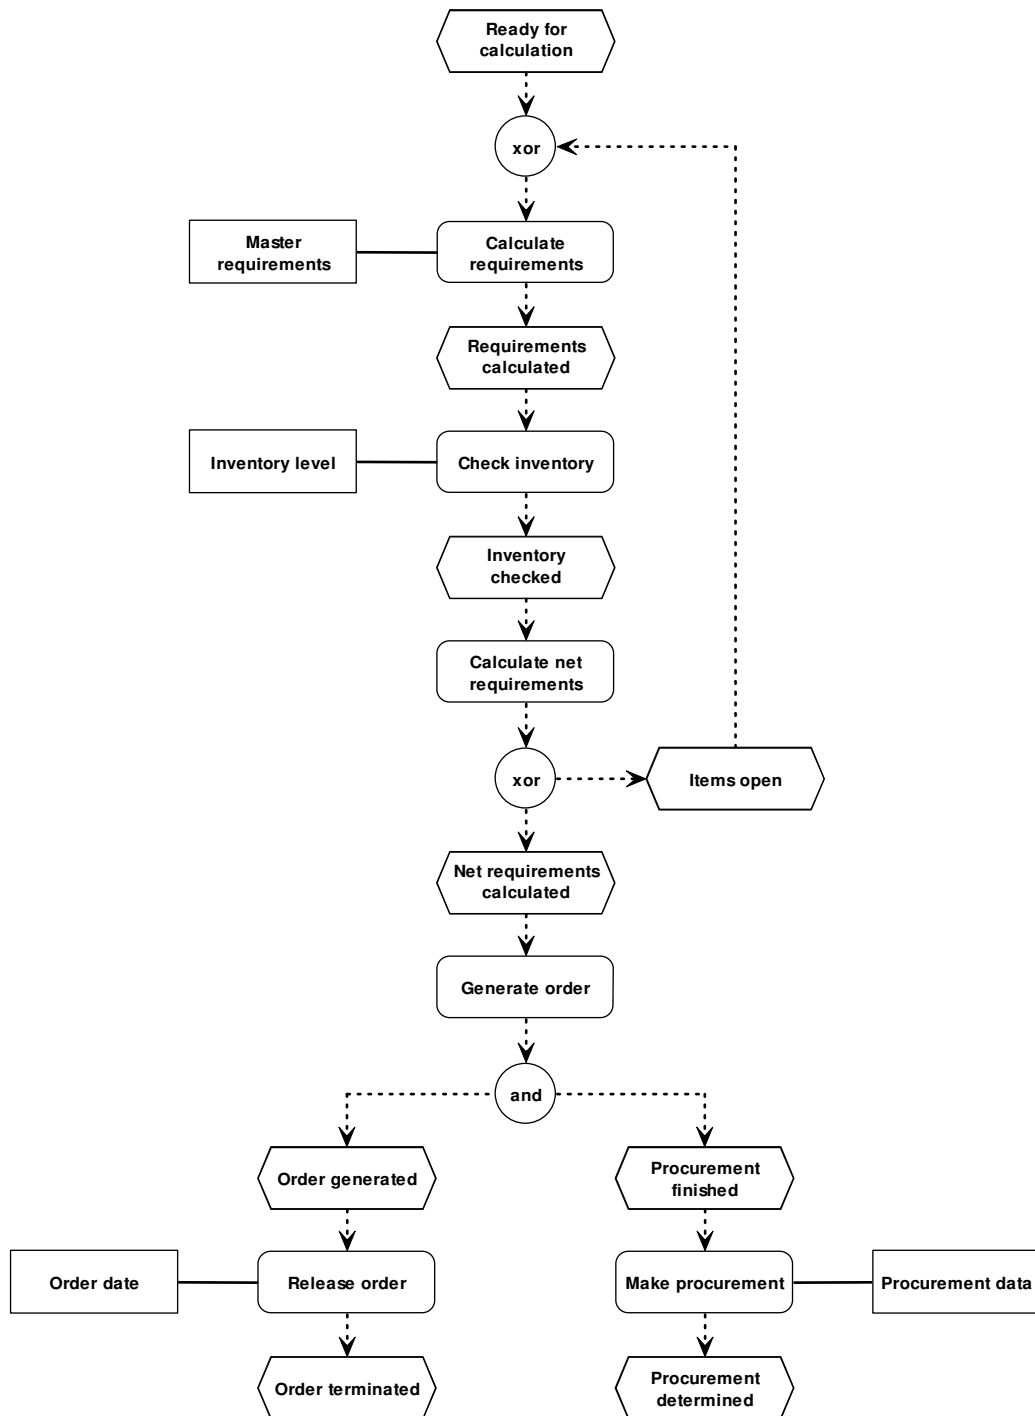 Ready for
calculation
xor
Master
requirements
Calculate
requirements
Requirements
calculated
Inventory level
Check inventory
Inventory
checked
Calculate net
requirements
xor
Items open
Net requirements
calculated
Generate order
and
Order generated
Procurement
finished
Order date
Release order
Make procurement
Procurement data
Order terminated
Procurement
determined